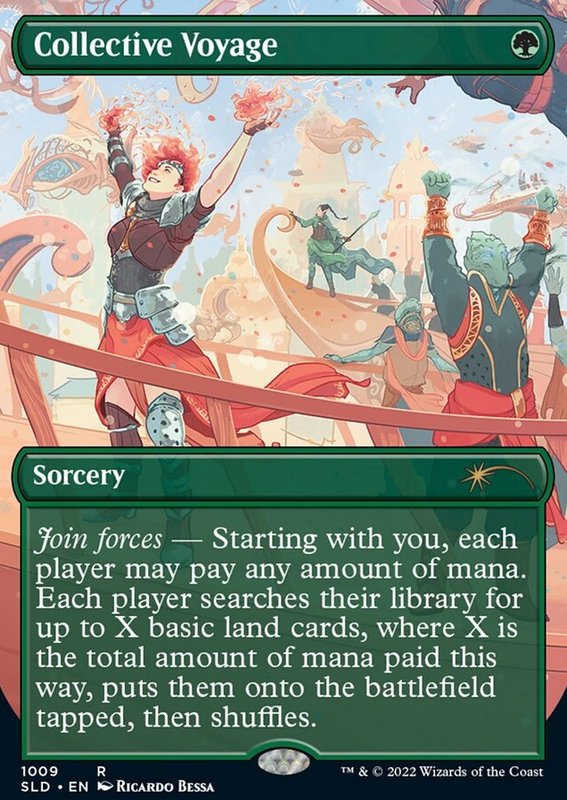 Collective Voyage
Sorcery
Join forces — Starting with you, each
player may pay any amount of mana.
Each player searches their library for
up to X basic land cards, where X is
the total amount of mana paid this
way, puts them onto the battlefield
tapped, then shuffles.
1009 R
SLD • EN Ricardo Bessa
™ & © 2022 Wizards of the Coast